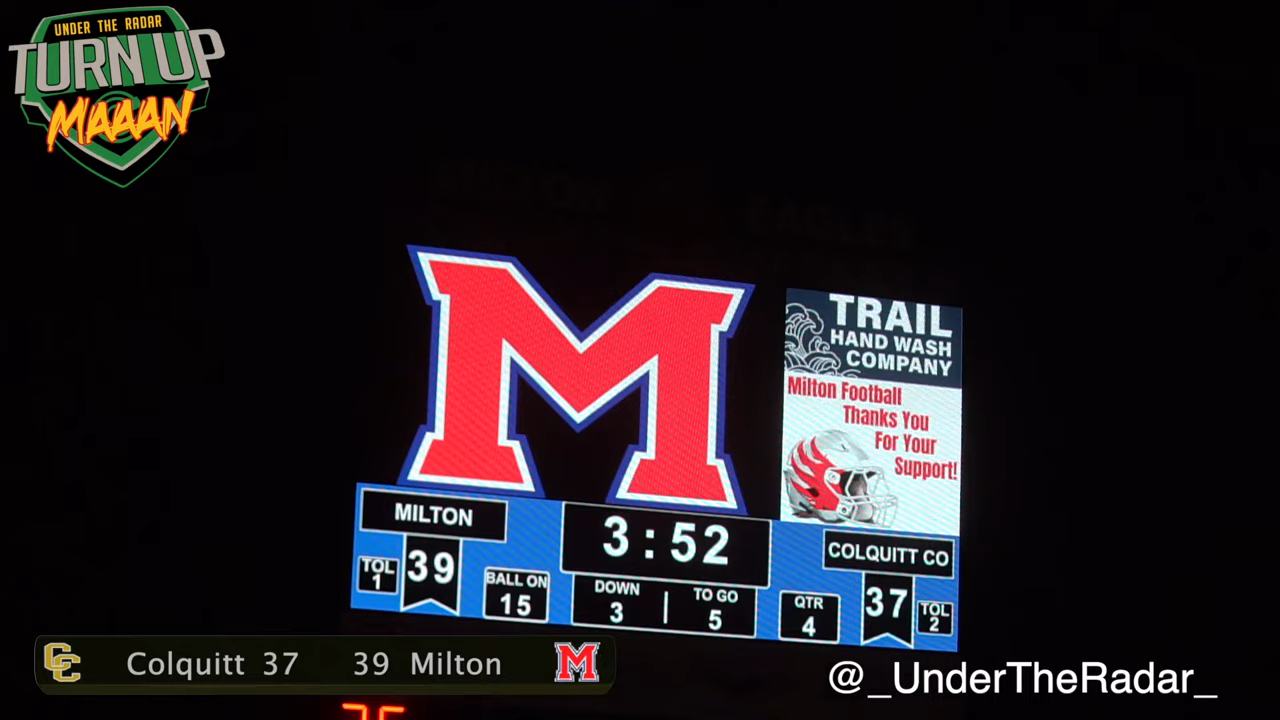 UNDER THE RADAR
TURN UP
MAAAN
M
TRAIL
HAND WASH
COMPANY
Milton Football
Thanks You
For Your
Support!
MILTON
3:52
COLQUITT CO
TOL
1
39
BALL ON
15
DOWN
3
TO GO
5
QTR
4
37
TOL
2
CC Colquitt 37 39 Milton M
@_UnderTheRadar_